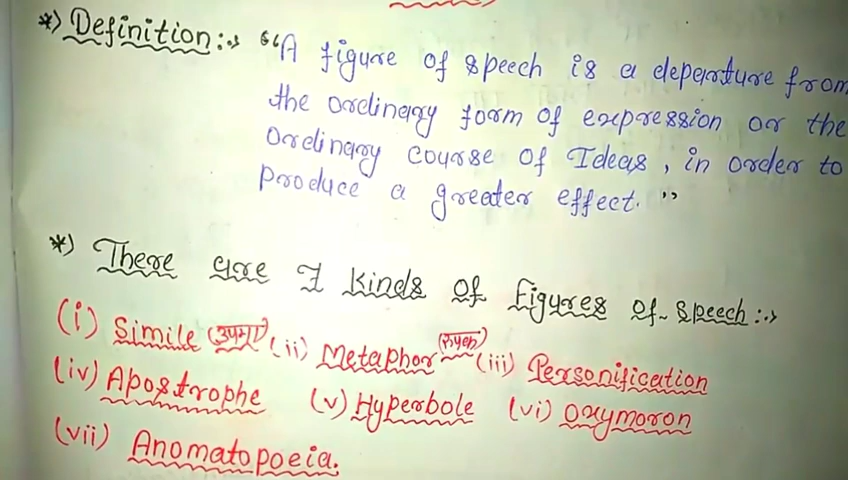 *) Definition :→ "A figure of speech is a departure from
the ordinary form of expression or the
ordinary course of Ideas, in order to
produce a greater effect."
*) There are 7 kinds of Figures of Speech :→
(i) Simile (उपमा) (ii) Metaphor (रूपक) (iii) Personification
(iv) Apostrophe (v) Hyperbole (vi) Oxymoron
(vii) Anomatopoeia.